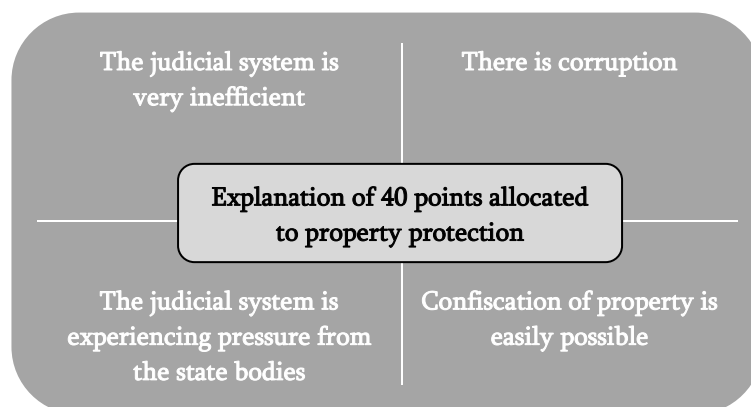 The judicial system is
very inefficient
There is corruption
Explanation of 40 points allocated
to property protection
The judicial system is
experiencing pressure from
the state bodies
Confiscation of property is
easily possible